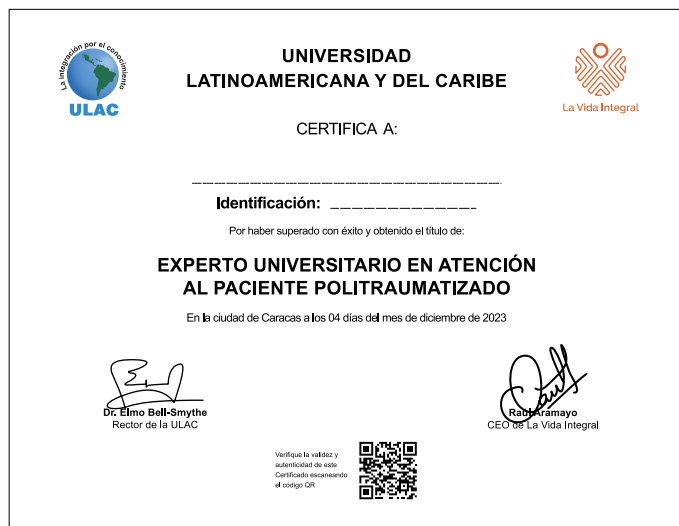 La integración por el conocimiento
ULAC
UNIVERSIDAD
LATINOAMERICANA Y DEL CARIBE
La Vida Integral
CERTIFICA A:
Identificación:
Por haber superado con éxito y obtenido el título de:
EXPERTO UNIVERSITARIO EN ATENCIÓN
AL PACIENTE POLITRAUMATIZADO
En la ciudad de Caracas a los 04 días del mes de diciembre de 2023
Dr. Elmo Bell-Smythe
Rector de la ULAC
Raúl Aramayo
CEO de La Vida Integral
Verifique la validez y
autenticidad de este
Certificado escaneando
el código QR